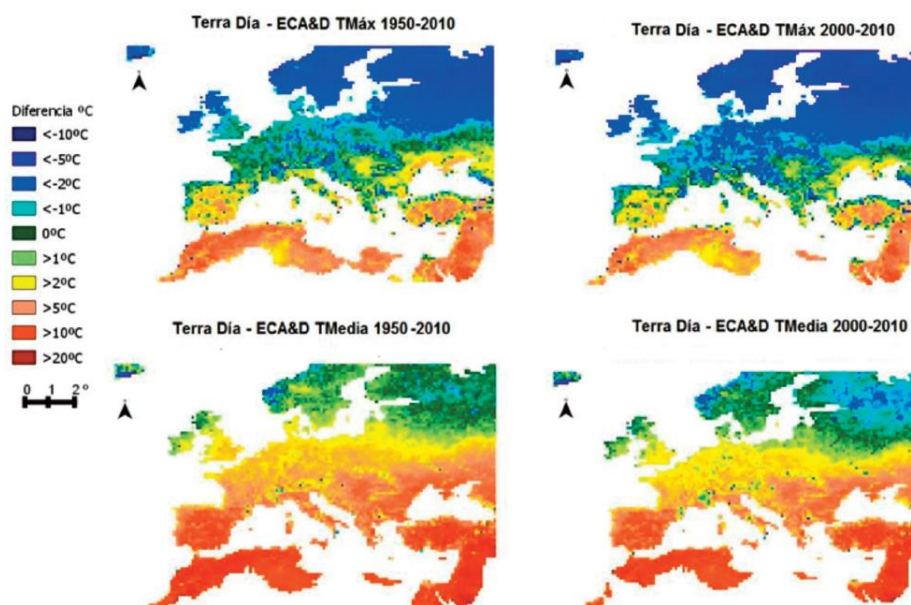 Terra Día - ECA&D TMáx 1950-2010
Terra Día - ECA&D TMáx 2000-2010
Diferencia ºC
<-10ºC
<-5ºC
<-2ºC
<-1ºC
0ºC
>1ºC
>2ºC
>5ºC
>10ºC
>20ºC
0 1 2º
Terra Día - ECA&D TMedia 1950-2010
Terra Día - ECA&D TMedia 2000-2010